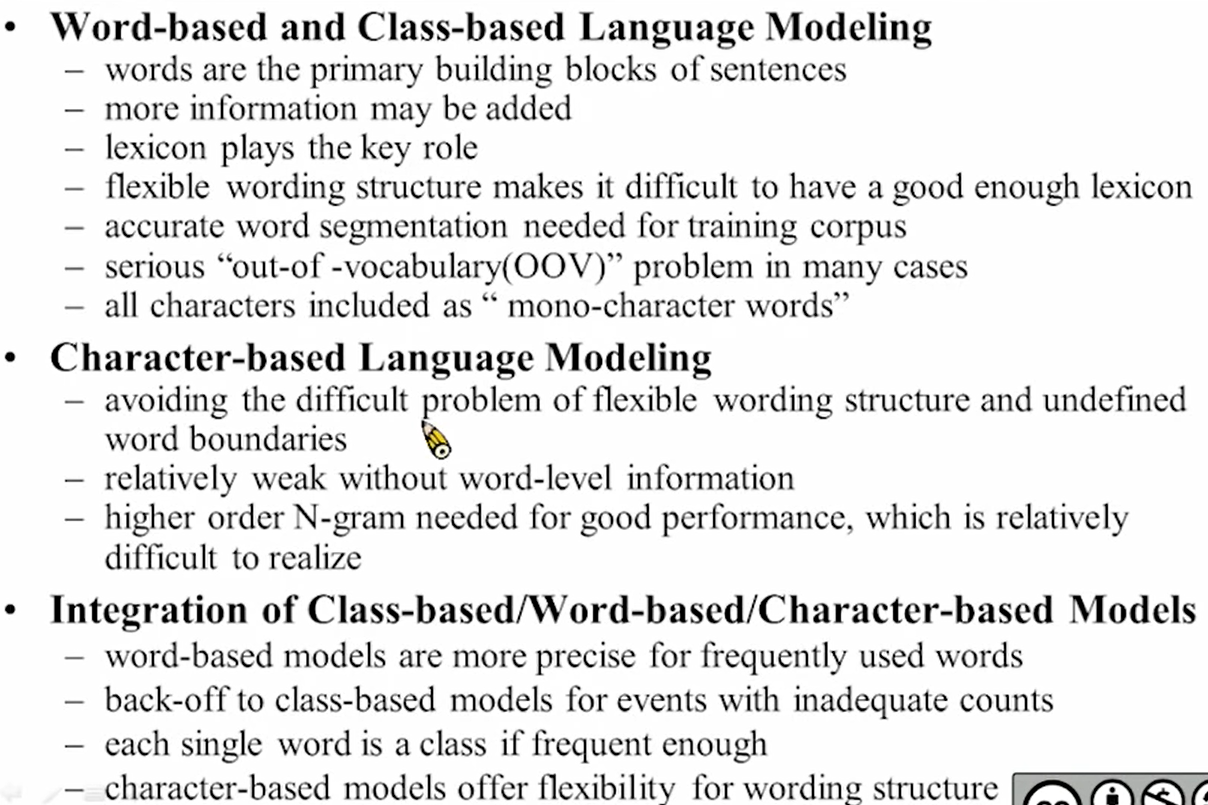 • Word-based and Class-based Language Modeling
– words are the primary building blocks of sentences
– more information may be added
– lexicon plays the key role
– flexible wording structure makes it difficult to have a good enough lexicon
– accurate word segmentation needed for training corpus
– serious “out-of -vocabulary(OOV)” problem in many cases
– all characters included as “ mono-character words”
• Character-based Language Modeling
– avoiding the difficult problem of flexible wording structure and undefined
word boundaries
– relatively weak without word-level information
– higher order N-gram needed for good performance, which is relatively
difficult to realize
• Integration of Class-based/Word-based/Character-based Models
– word-based models are more precise for frequently used words
– back-off to class-based models for events with inadequate counts
– each single word is a class if frequent enough
– character-based models offer flexibility for wording structure